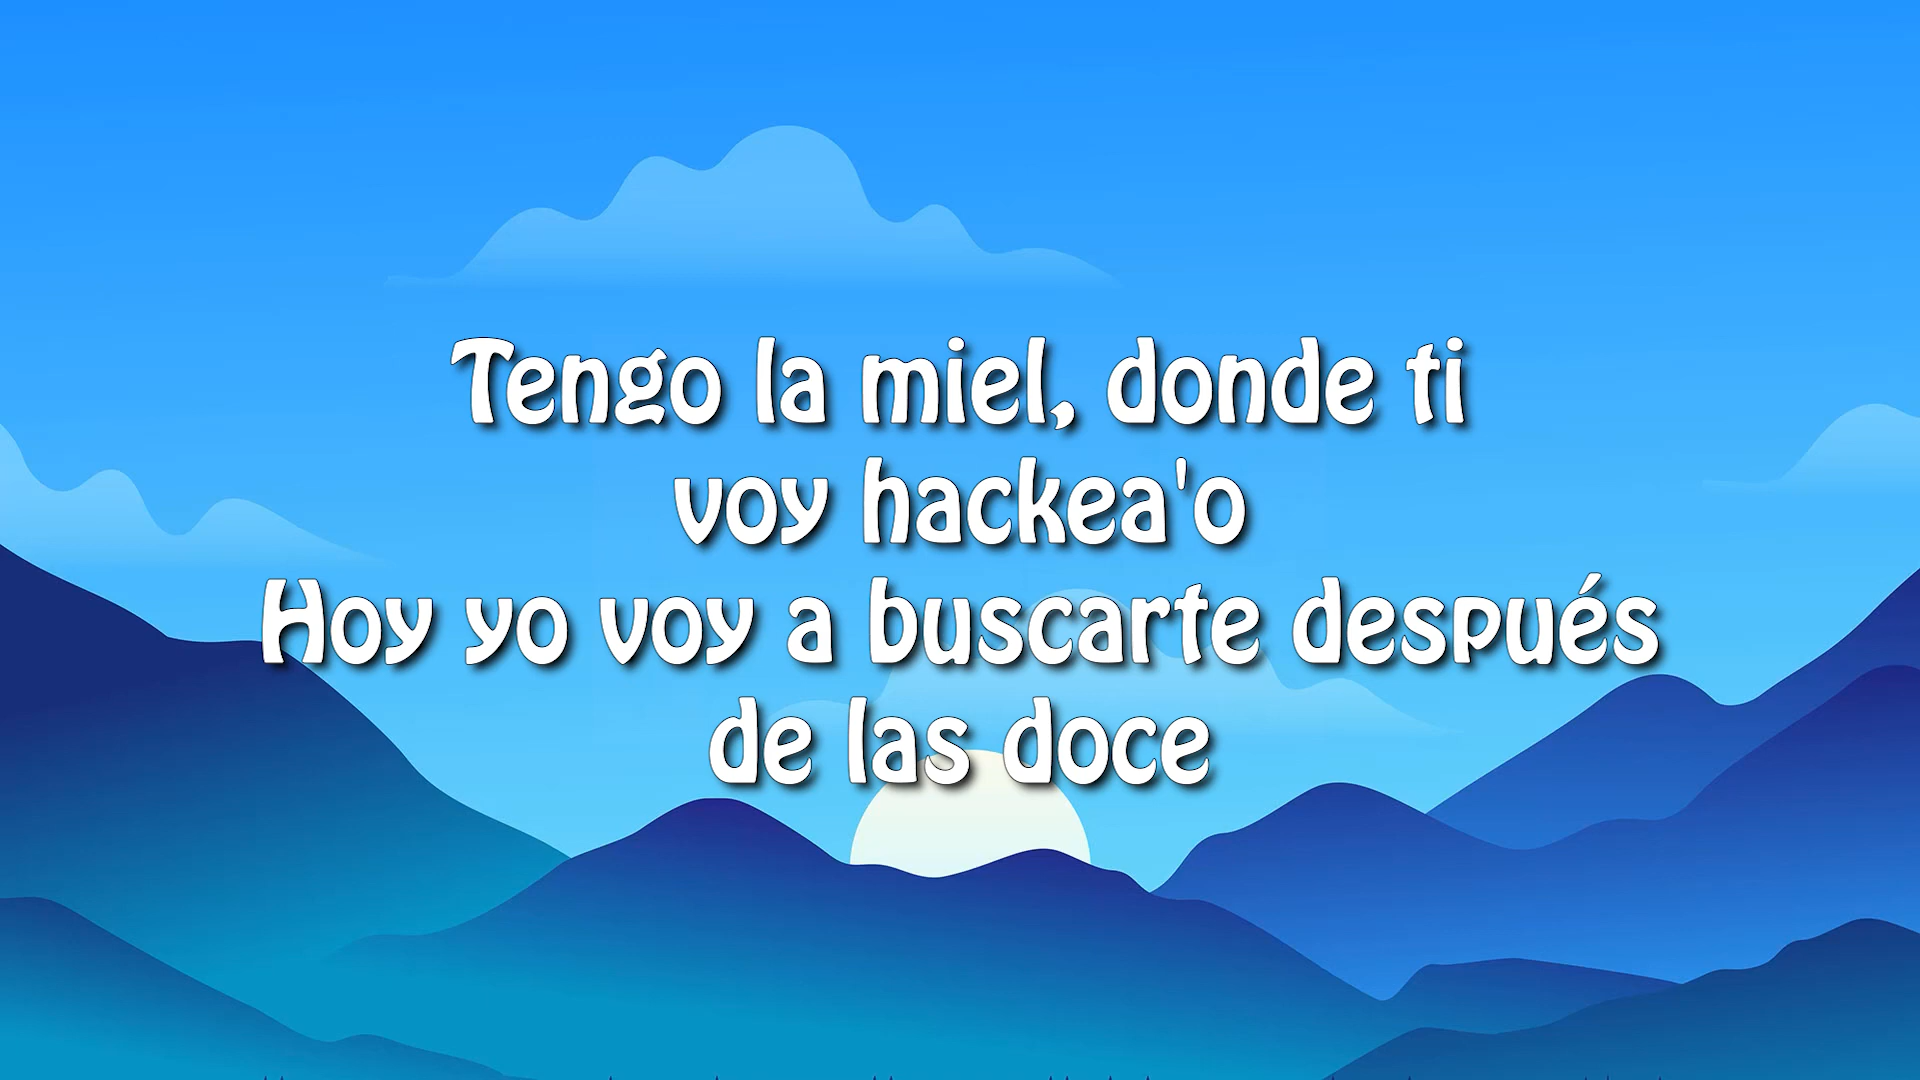 Tengo la miel, donde ti
voy hackea'o
Hoy yo voy a buscarte después
de las doce